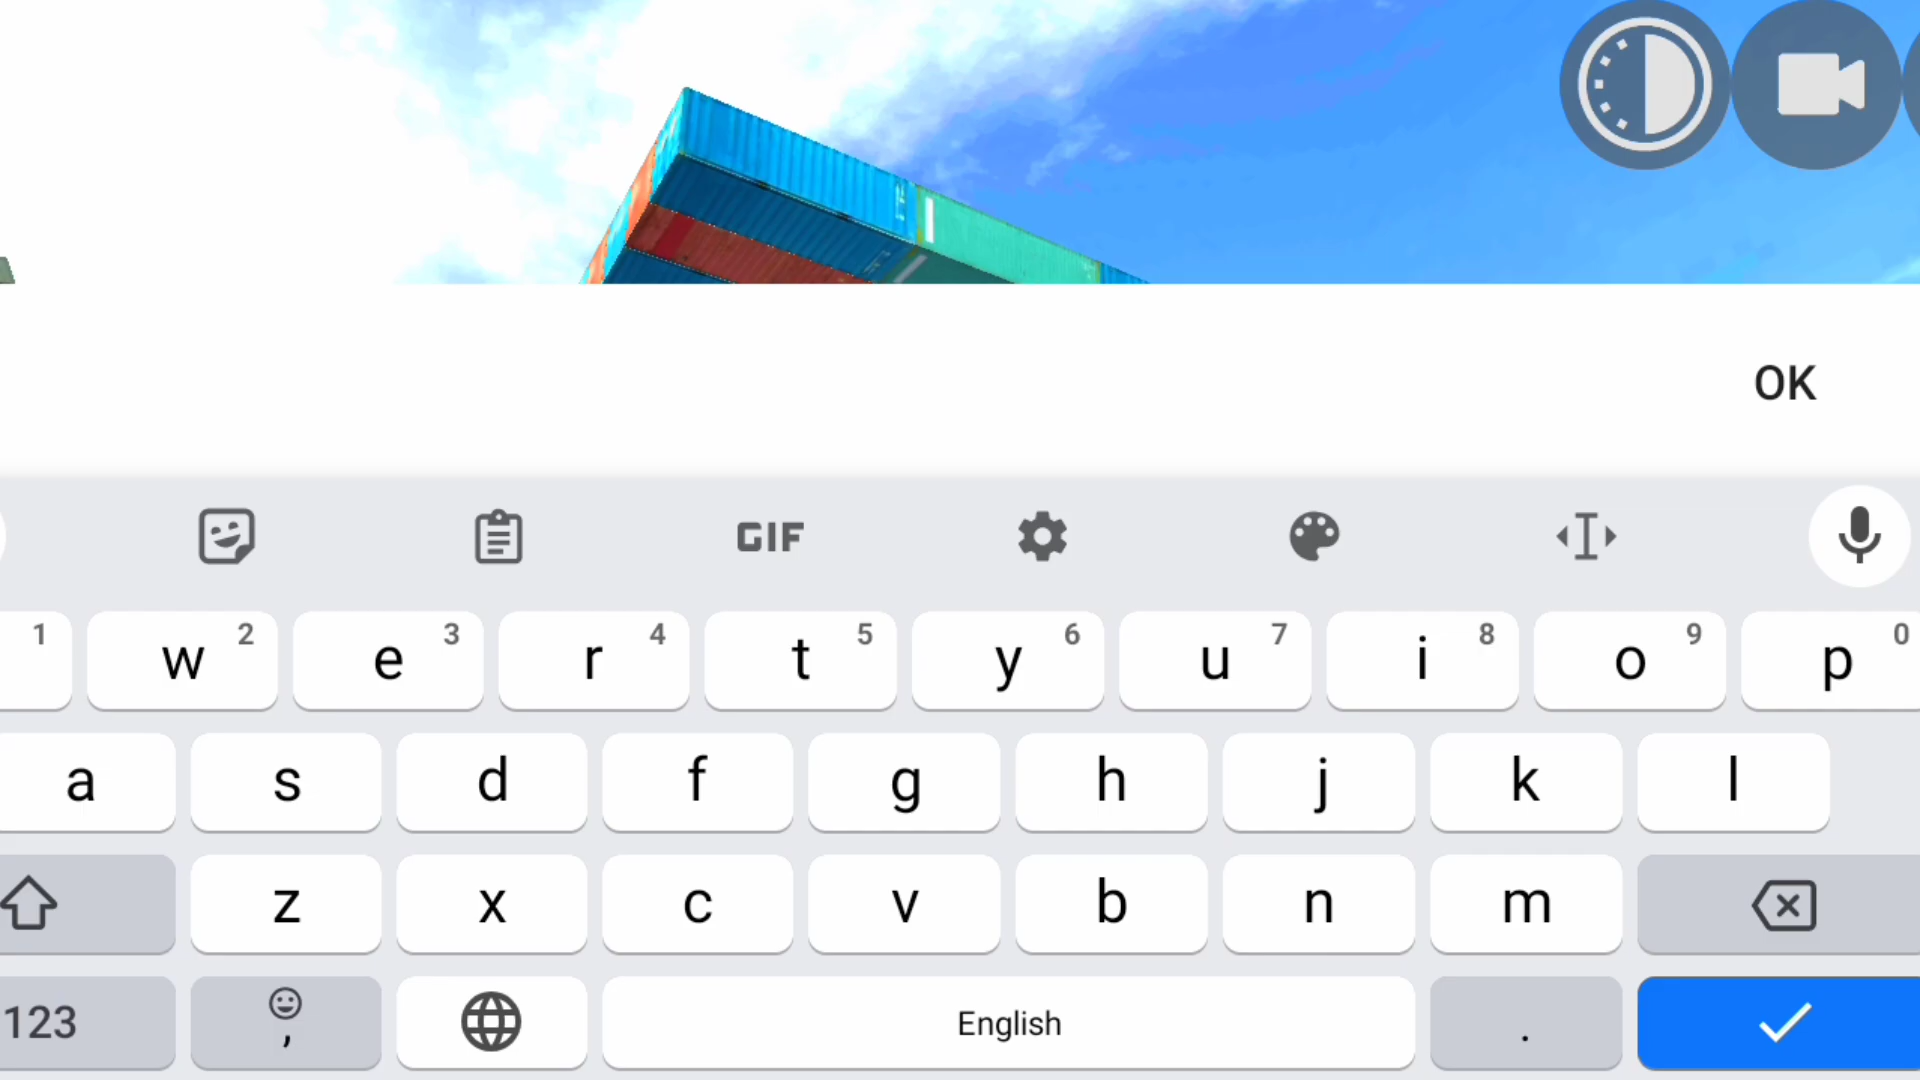 OK
GIF
1 w 2 e 3 r 4 t 5 y 6 u 7 i 8 o 9 p 0
a s d f g h j k l
z x c v b n m
123 , English .